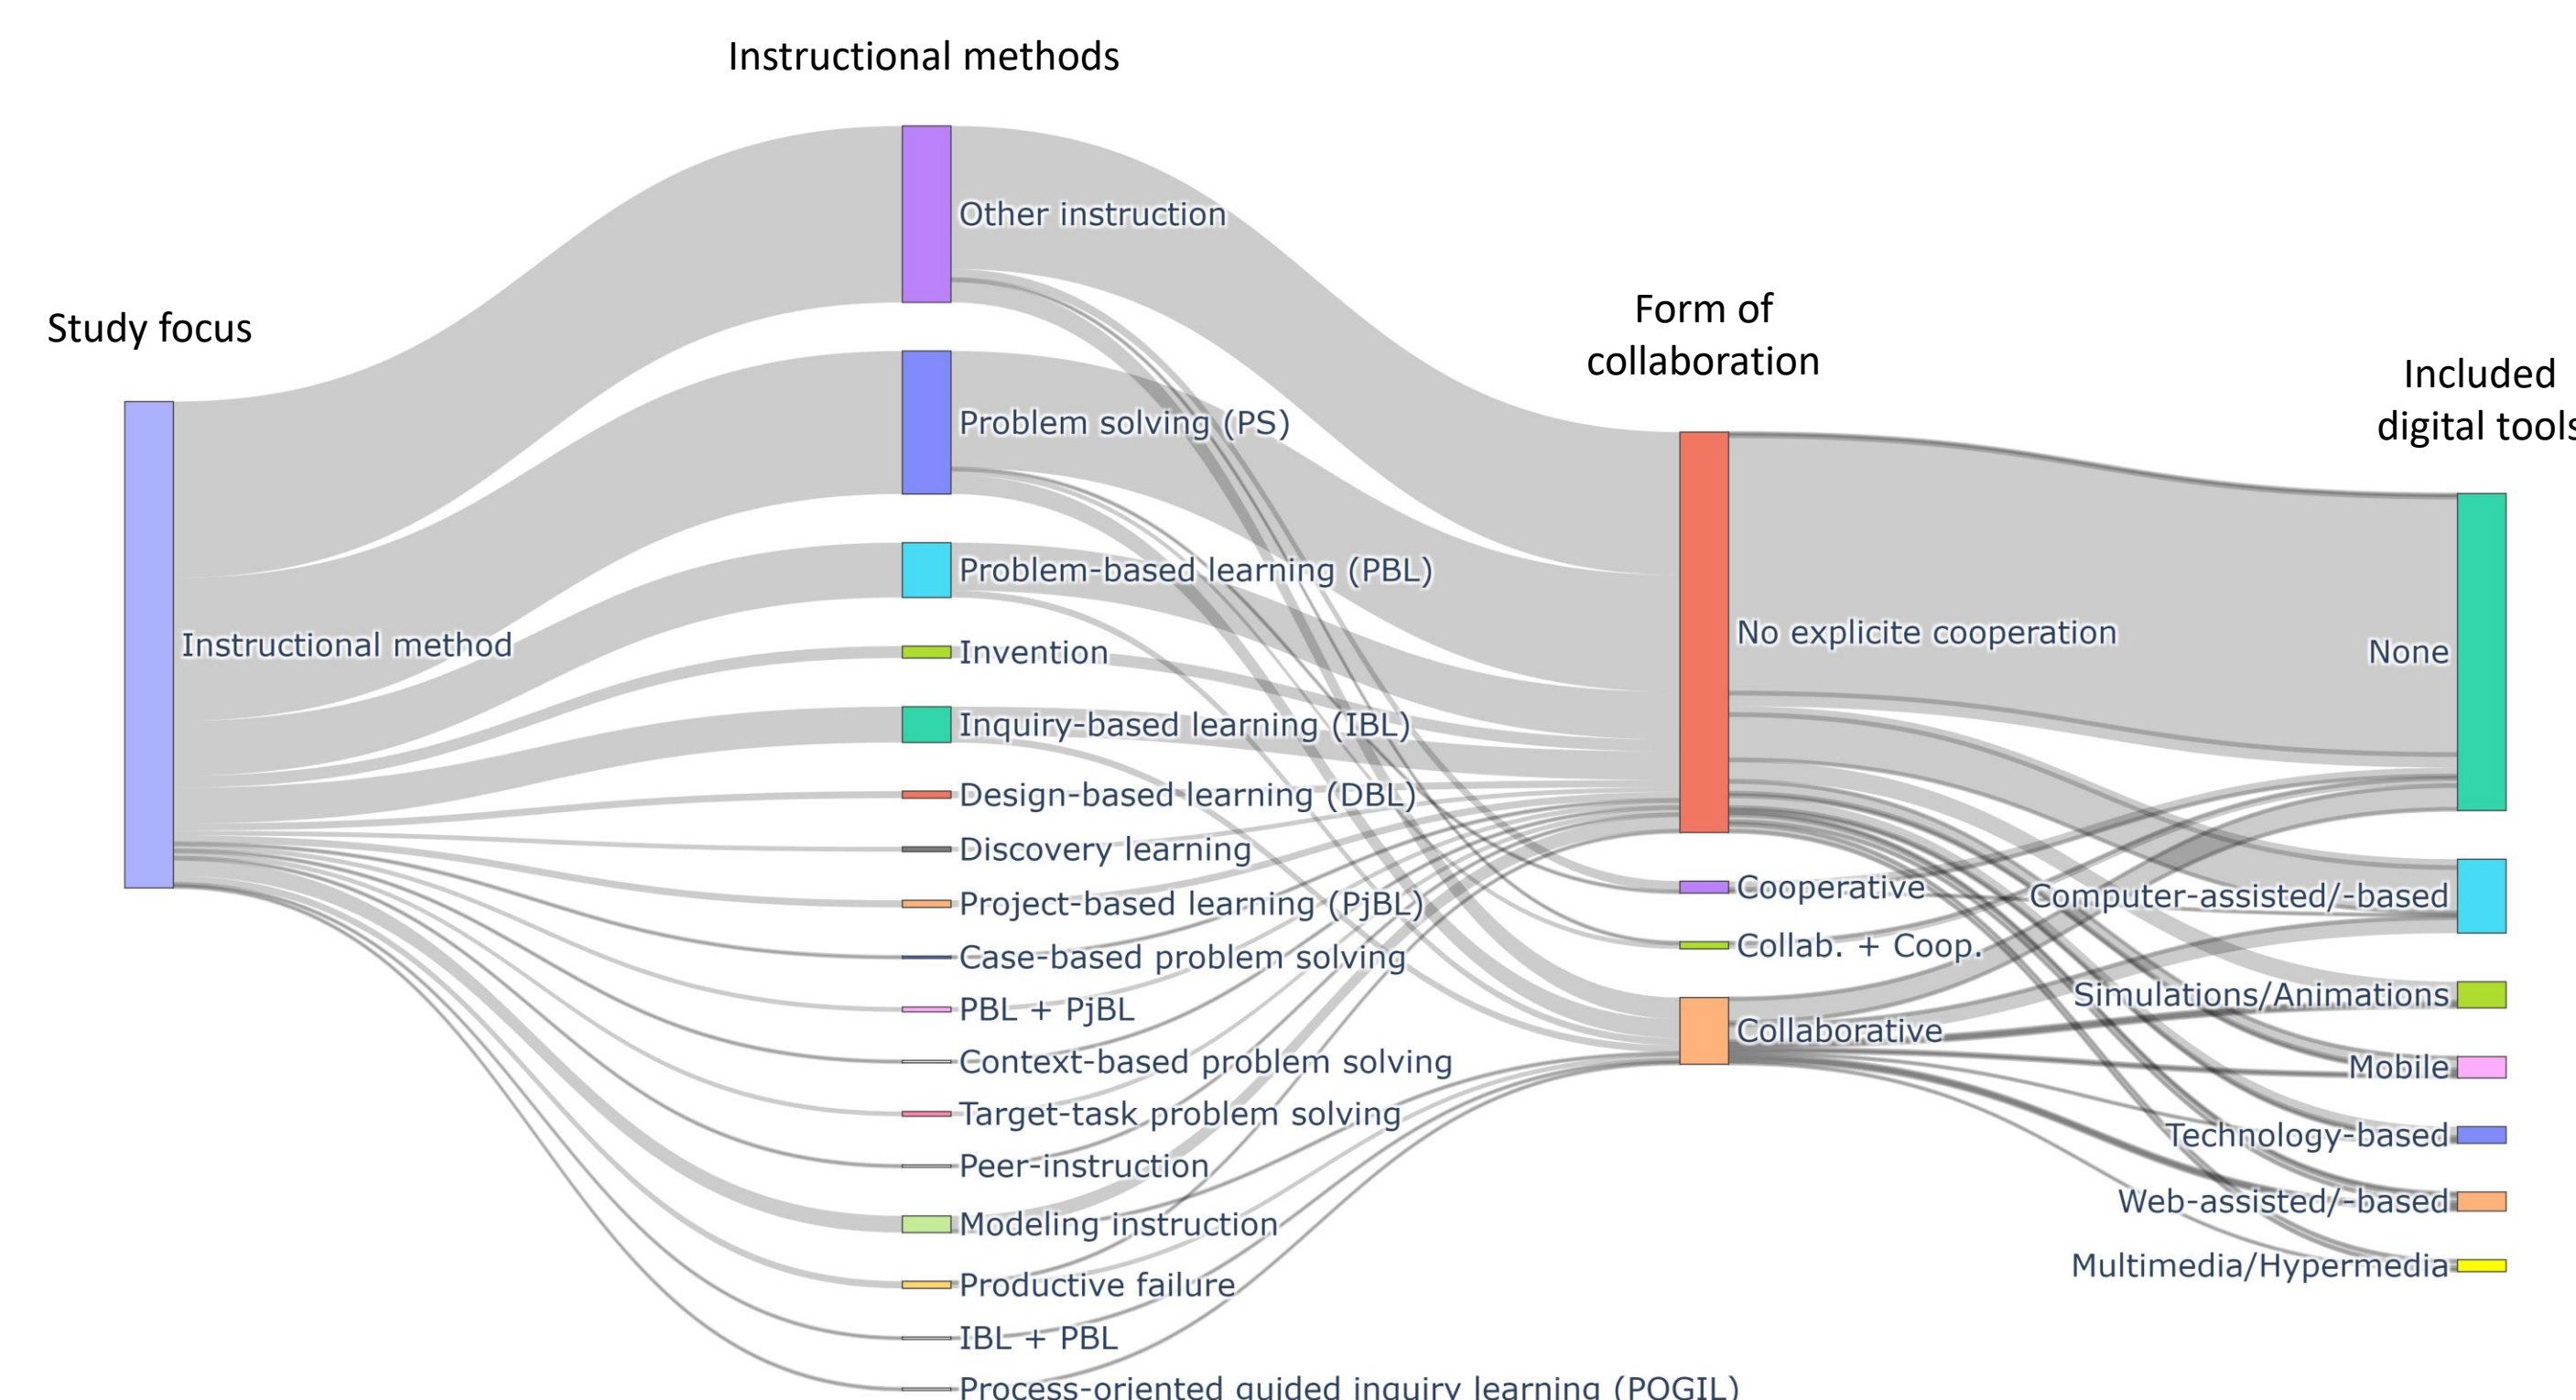 Instructional methods
Study focus
Form of
collaboration
Included
digital tools
Instructional method
Other instruction
Problem solving (PS)
Problem-based learning (PBL)
Invention
Inquiry-based learning (IBL)
Design-based learning (DBL)
Discovery learning
Project-based learning (PjBL)
Case-based problem solving
PBL + PjBL
Context-based problem solving
Target-task problem solving
Peer-instruction
Modeling instruction
Productive failure
IBL + PBL
Process-oriented guided inquiry learning (POGIL)
No explicite cooperation
Cooperative
Collab. + Coop.
Collaborative
None
Computer-assisted/-based
Simulations/Animations
Mobile
Technology-based
Web-assisted/-based
Multimedia/Hypermedia